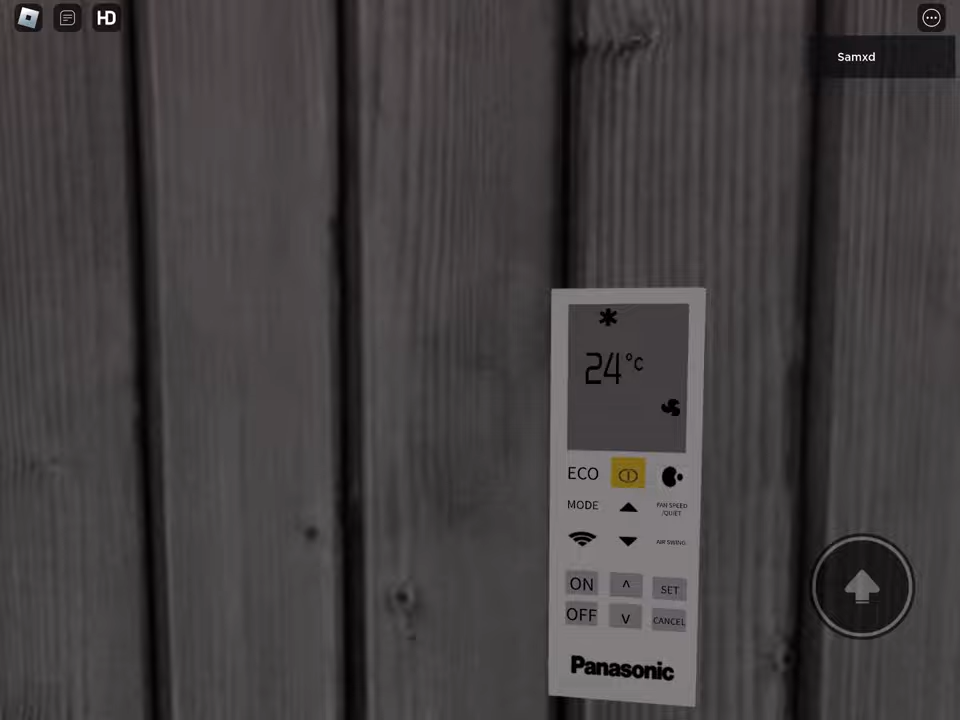 HD
Samxd
24°C
ECO
MODE
FAN SPEED
/QUIET
AIR SWING
ON ^ SET
OFF v CANCEL
Panasonic